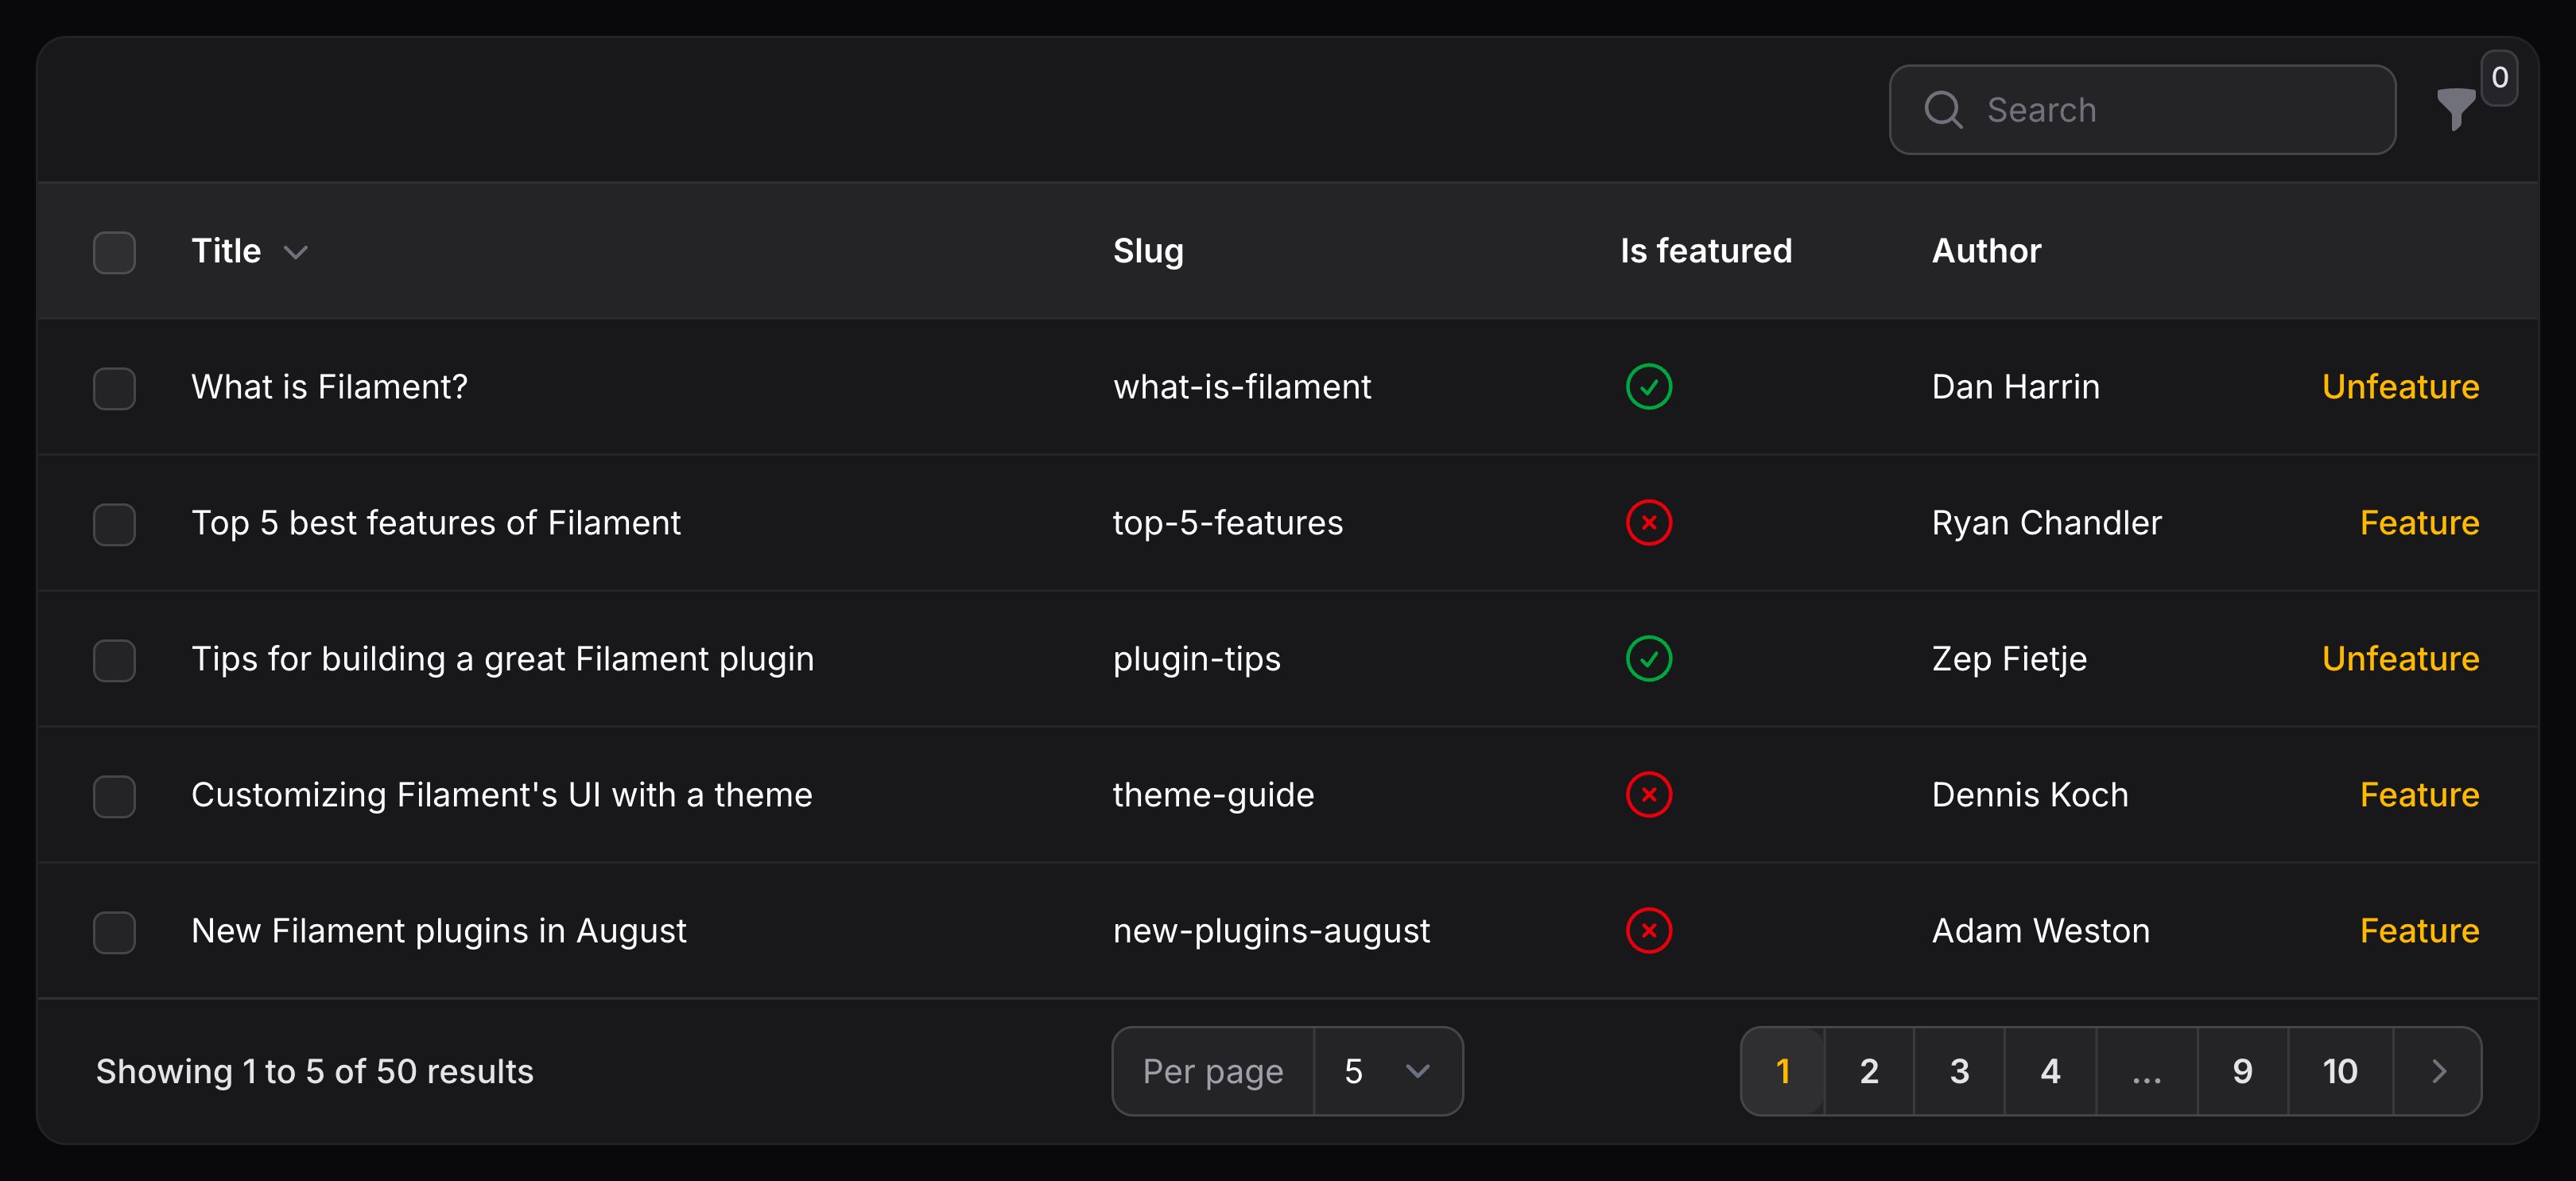 Search
0
Title Slug Is featured Author
What is Filament? what-is-filament Dan Harrin Unfeature
Top 5 best features of Filament top-5-features Ryan Chandler Feature
Tips for building a great Filament plugin plugin-tips Zep Fietje Unfeature
Customizing Filament's UI with a theme theme-guide Dennis Koch Feature
New Filament plugins in August new-plugins-august Adam Weston Feature
Showing 1 to 5 of 50 results Per page 5 1 2 3 4 ... 9 10